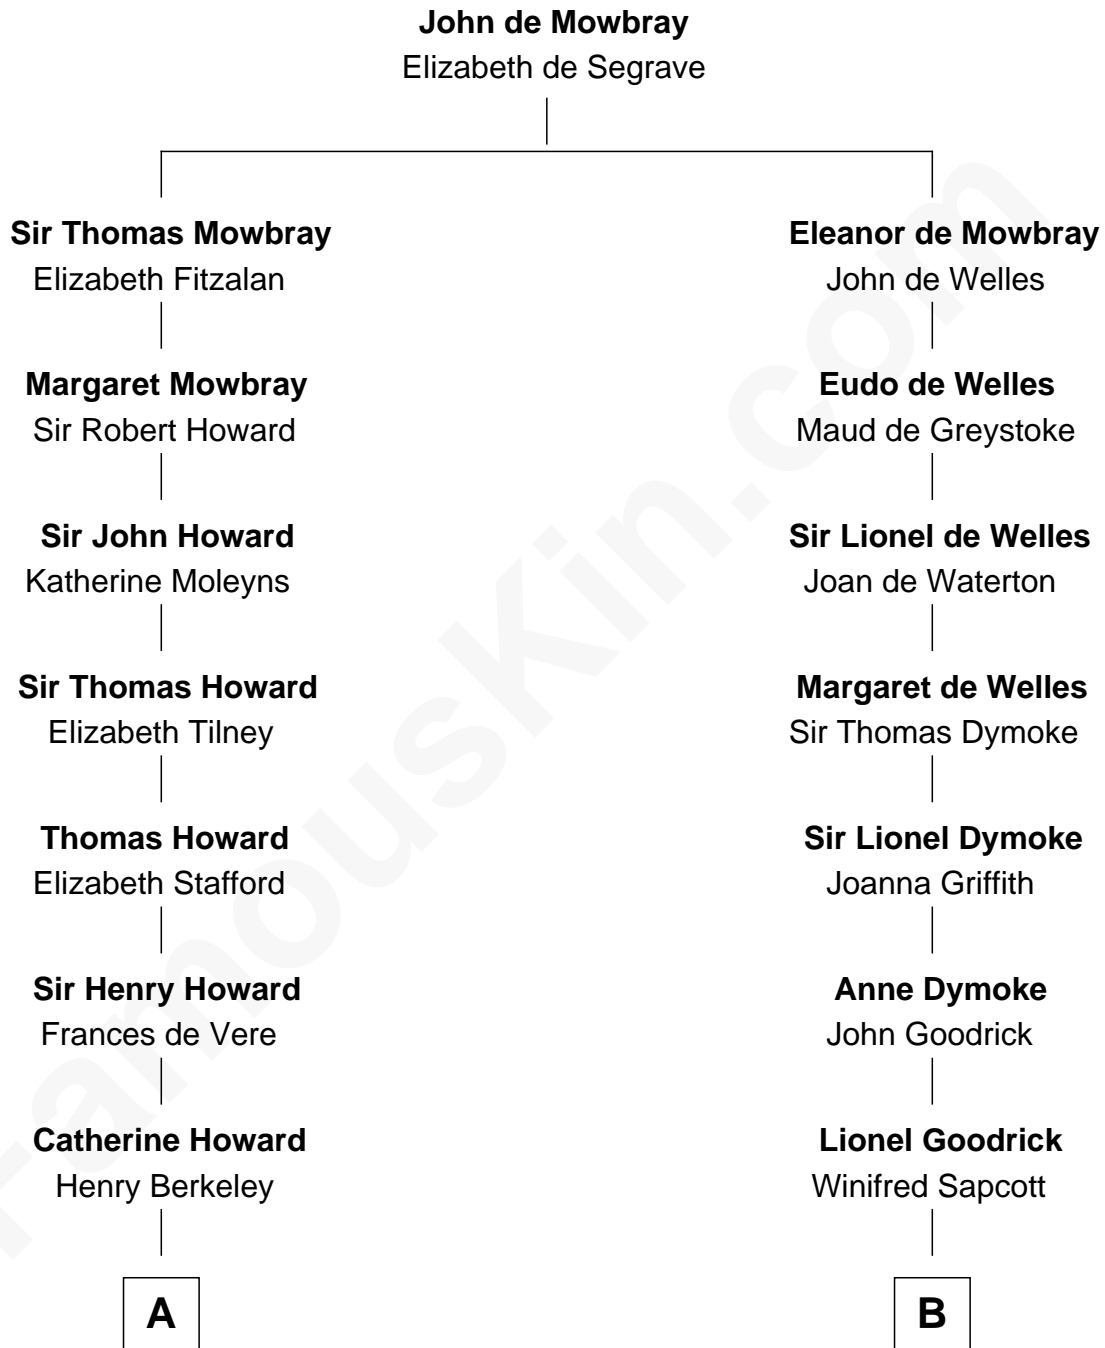 John de Mowbray
Elizabeth de Segrave
Sir Thomas Mowbray
Elizabeth Fitzalan
Margaret Mowbray
Sir Robert Howard
Sir John Howard
Katherine Moleyns
Sir Thomas Howard
Elizabeth Tilney
Thomas Howard
Elizabeth Stafford
Sir Henry Howard
Frances de Vere
Catherine Howard
Henry Berkeley
A
Eleanor de Mowbray
John de Welles
Eudo de Welles
Maud de Greystoke
Sir Lionel de Welles
Joan de Waterton
Margaret de Welles
Sir Thomas Dymoke
Sir Lionel Dymoke
Joanna Griffith
Anne Dymoke
John Goodrick
Lionel Goodrick
Winifred Sapcott
B
FamousKin.com